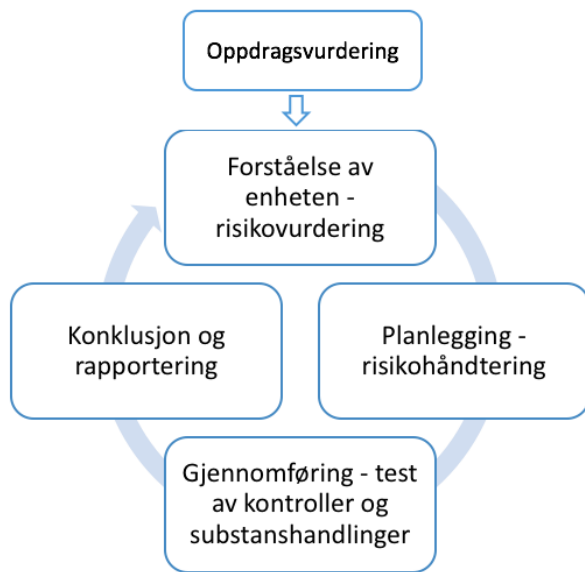 Oppdragsvurdering
Forståelse av
enheten -
risikovurdering
Planlegging -
risikohåndtering
Gjennomføring - test
av kontroller og
substanshandlinger
Konklusjon og
rapportering